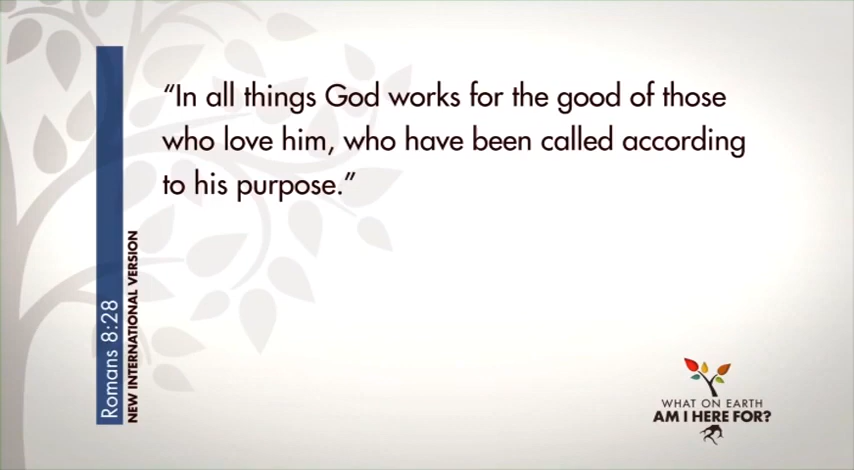 “In all things God works for the good of those
who love him, who have been called according
to his purpose.”
Romans 8:28
NEW INTERNATIONAL VERSION
WHAT ON EARTH
AM I HERE FOR?